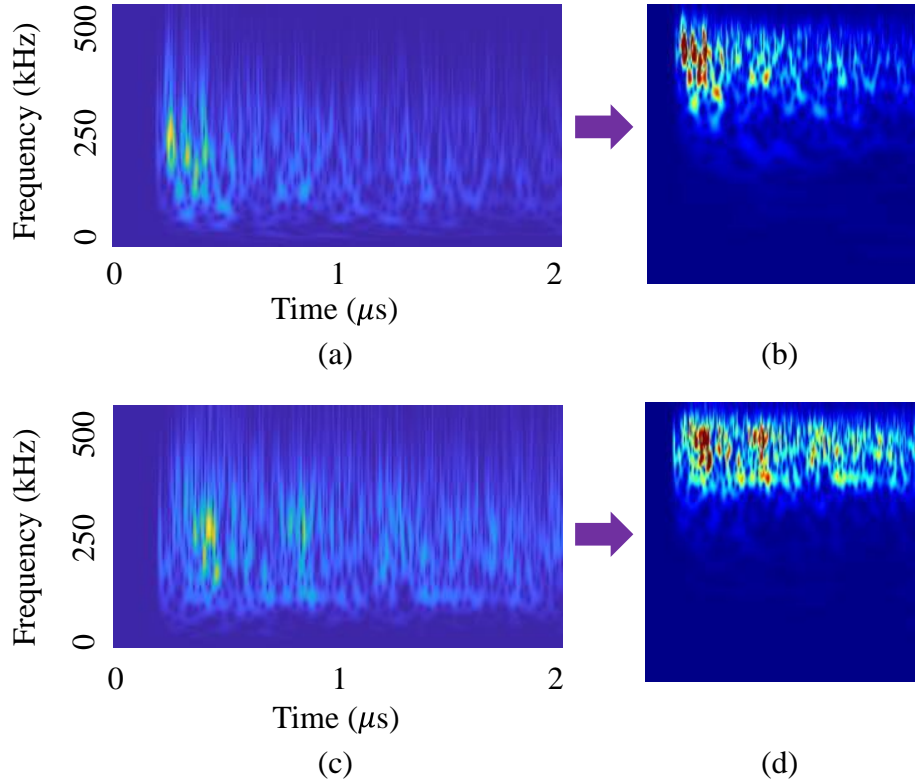 Frequency (kHz)
500
250
0
0 1 2
Time (μs)
(a)
(b)
Frequency (kHz)
500
250
0
0 1 2
Time (μs)
(c)
(d)